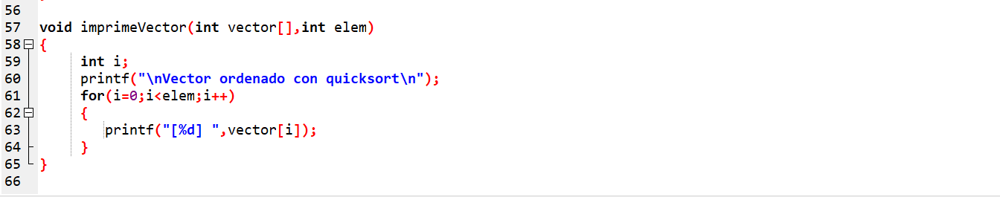 56
57 void imprimeVector(int vector[],int elem)
58 {
59 int i;
60 printf("\nVector ordenado con quicksort\n");
61 for(i=0;i<elem;i++)
62 {
63 printf("[%d] ",vector[i]);
64 }
65 }
66